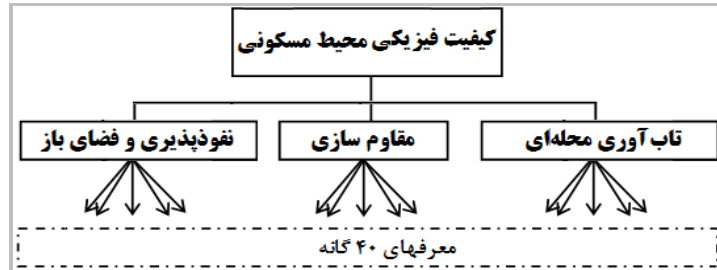 کیفیت فیزیکی محیط مسکونی
تاب‌آوری محله‌ای
مقاوم سازی
نفوذپذیری و فضای باز
معرفهای ۴۰ گانه